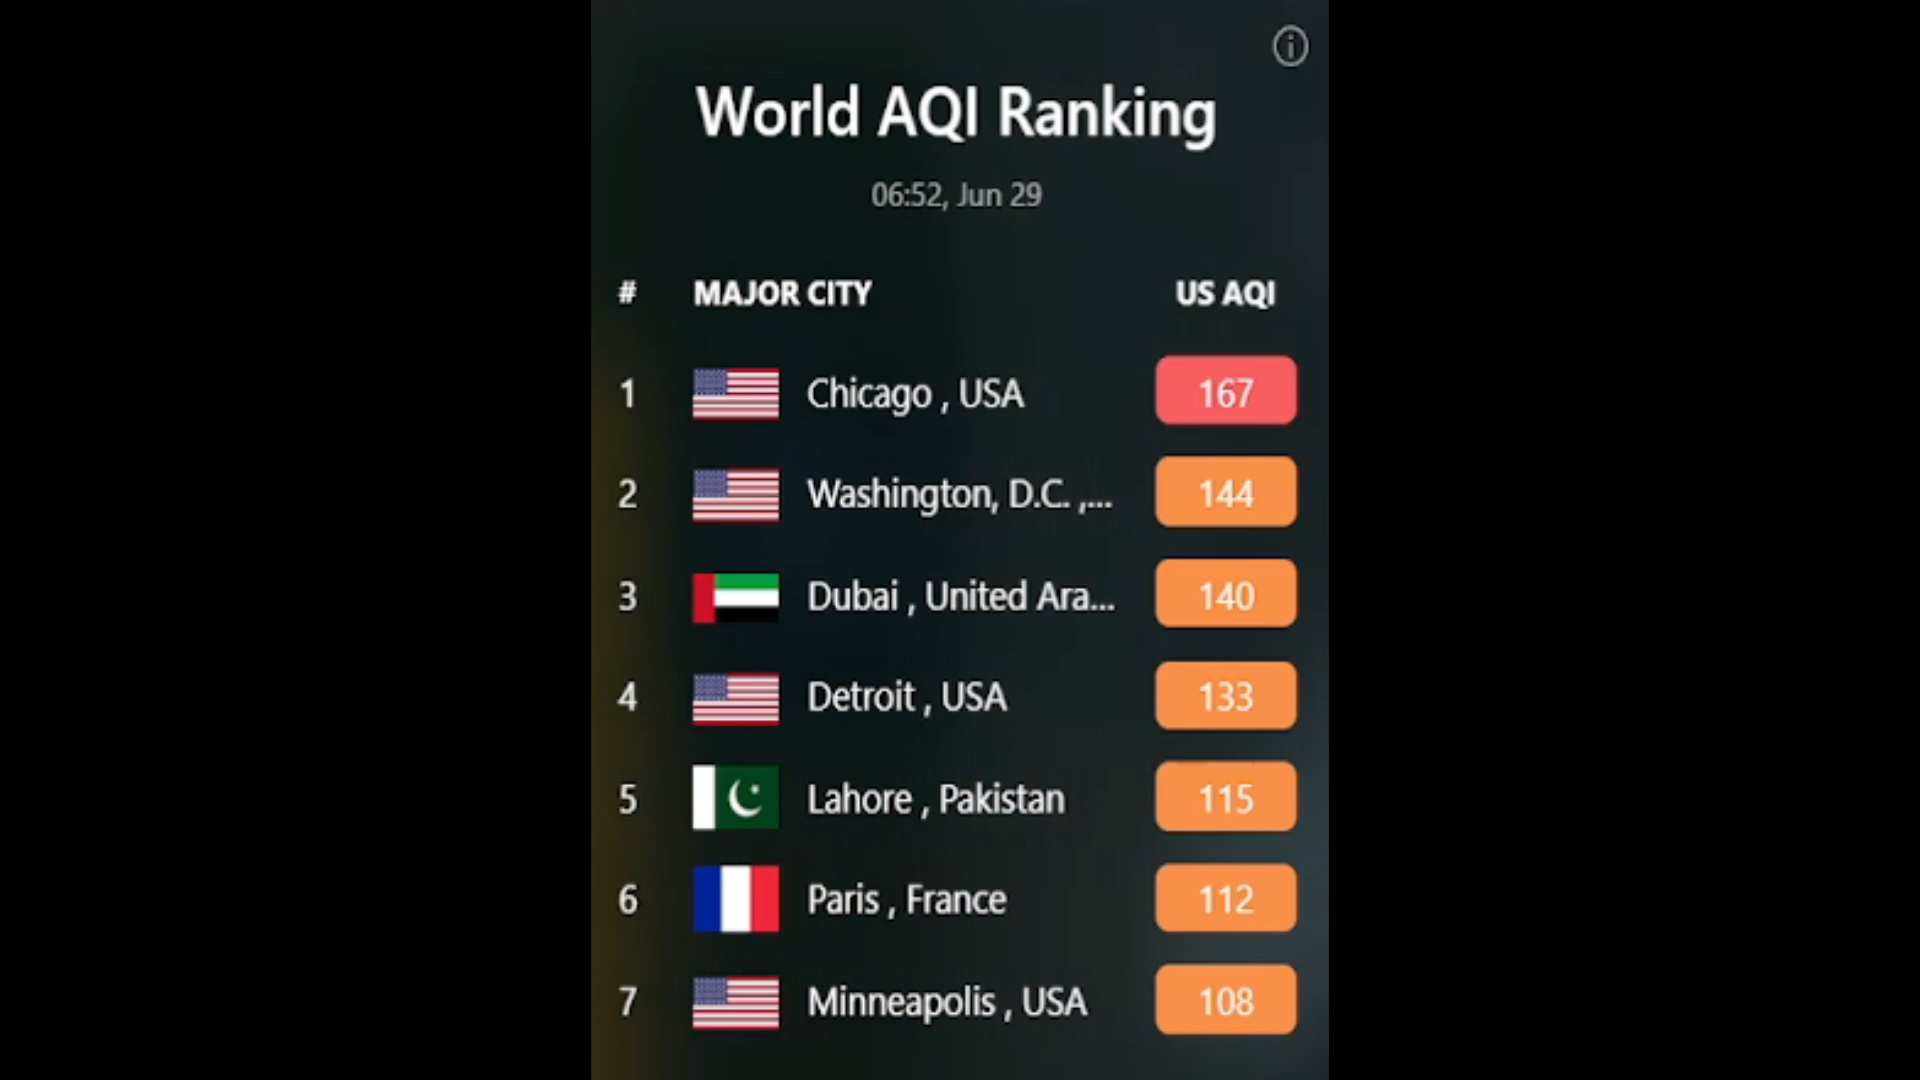 World AQI Ranking
06:52, Jun 29
# MAJOR CITY US AQI
1 Chicago , USA 167
2 Washington, D.C. ,... 144
3 Dubai , United Ara... 140
4 Detroit , USA 133
5 Lahore , Pakistan 115
6 Paris , France 112
7 Minneapolis , USA 108